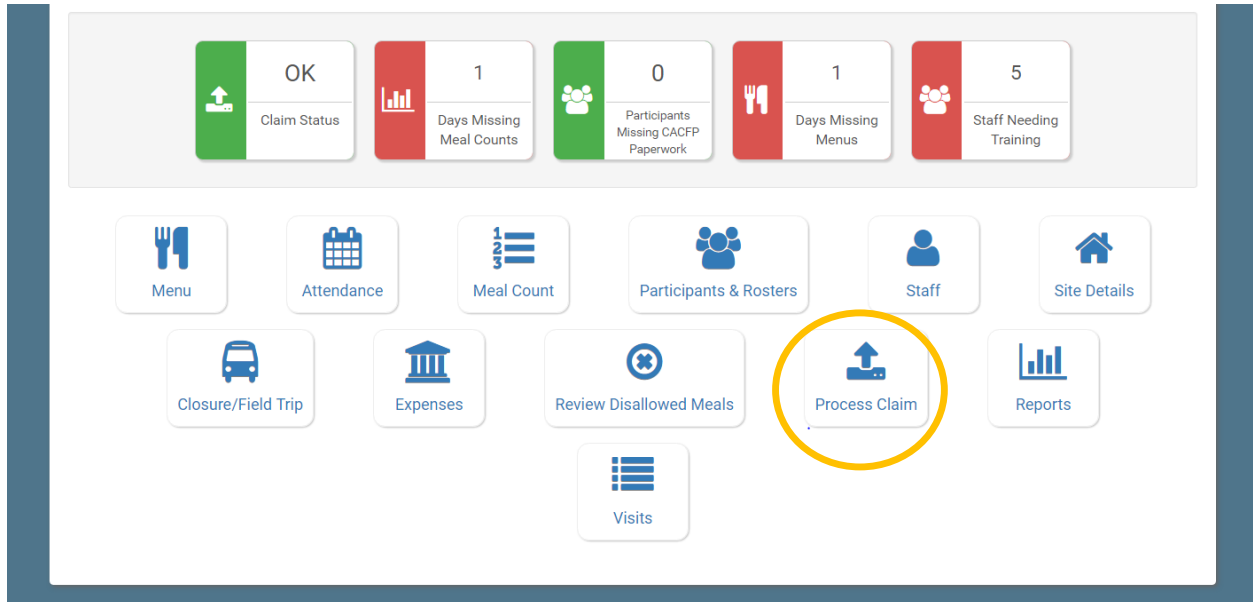 OK
Claim Status
1
Days Missing
Meal Counts
0
Participants
Missing CACFP
Paperwork
1
Days Missing
Menus
5
Staff Needing
Training
Menu
Attendance
1
2
3
Meal Count
Participants & Rosters
Staff
Site Details
Closure/Field Trip
Expenses
Review Disallowed Meals
Process Claim
Reports
Visits